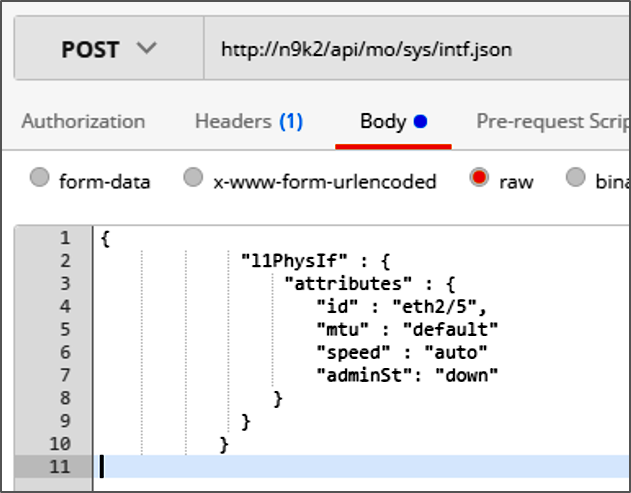 POST http://n9k2/api/mo/sys/intf.json
Authorization Headers (1) Body Pre-request Scrip
form-data x-www-form-urlencoded raw bina
1 {
2 "l1PhysIf" : {
3 "attributes" : {
4 "id" : "eth2/5",
5 "mtu" : "default"
6 "speed" : "auto"
7 "adminSt": "down"
8 }
9 }
10 }
11